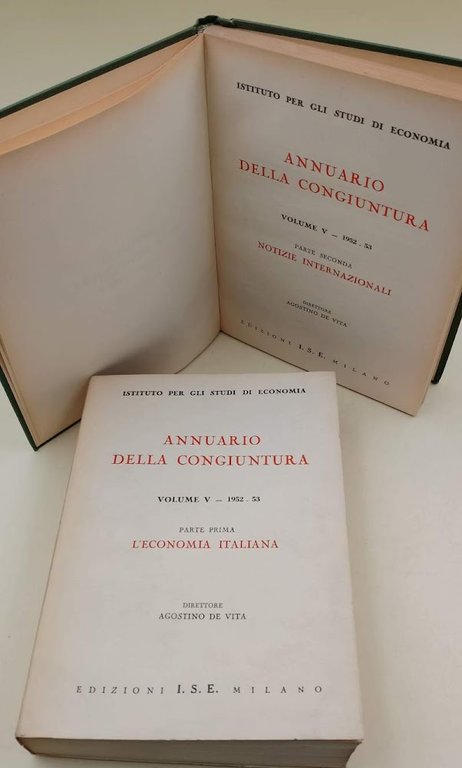 ISTITUTO PER GLI STUDI DI ECONOMIA
ANNUARIO
DELLA CONGIUNTURA
VOLUME V — 1952 - 53
PARTE SECONDA
NOTIZIE INTERNAZIONALI
DIRETTORE
AGOSTINO DE VITA
EDIZIONI I. S. E. MILANO
ISTITUTO PER GLI STUDI DI ECONOMIA
ANNUARIO
DELLA CONGIUNTURA
VOLUME V — 1952 - 53
PARTE PRIMA
L'ECONOMIA ITALIANA
DIRETTORE
AGOSTINO DE VITA
EDIZIONI I. S. E. MILANO